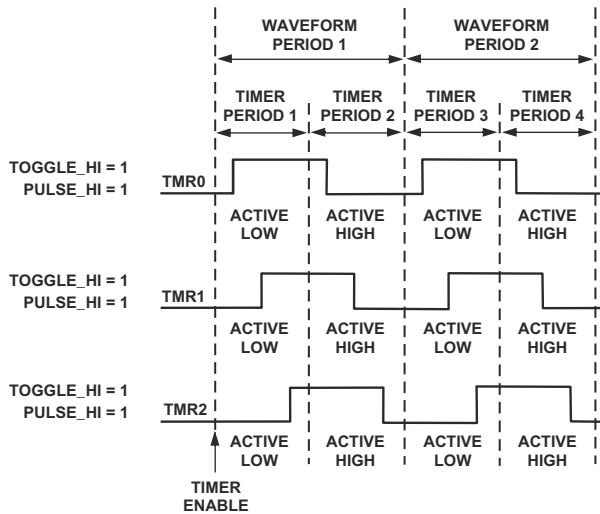 WAVEFORM PERIOD 1
WAVEFORM PERIOD 2
TIMER PERIOD 1
TIMER PERIOD 2
TIMER PERIOD 3
TIMER PERIOD 4
TOGGLE_HI = 1
PULSE_HI = 1
TMR0
ACTIVE LOW
ACTIVE HIGH
ACTIVE LOW
ACTIVE HIGH
TOGGLE_HI = 1
PULSE_HI = 1
TMR1
ACTIVE LOW
ACTIVE HIGH
ACTIVE LOW
ACTIVE HIGH
TOGGLE_HI = 1
PULSE_HI = 1
TMR2
ACTIVE LOW
ACTIVE HIGH
ACTIVE LOW
ACTIVE HIGH
TIMER ENABLE